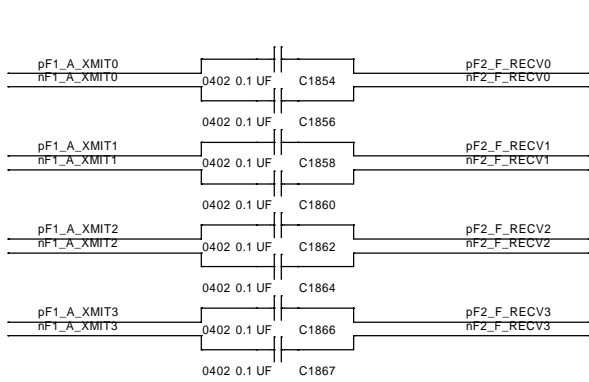 pF1_A_XMIT0 pF2_F_RECV0
nF1_A_XMIT0 0402 0.1 UF C1854 nF2_F_RECV0
0402 0.1 UF C1856
pF1_A_XMIT1 pF2_F_RECV1
nF1_A_XMIT1 0402 0.1 UF C1858 nF2_F_RECV1
0402 0.1 UF C1860
pF1_A_XMIT2 pF2_F_RECV2
nF1_A_XMIT2 0402 0.1 UF C1862 nF2_F_RECV2
0402 0.1 UF C1864
pF1_A_XMIT3 pF2_F_RECV3
nF1_A_XMIT3 0402 0.1 UF C1866 nF2_F_RECV3
0402 0.1 UF C1867